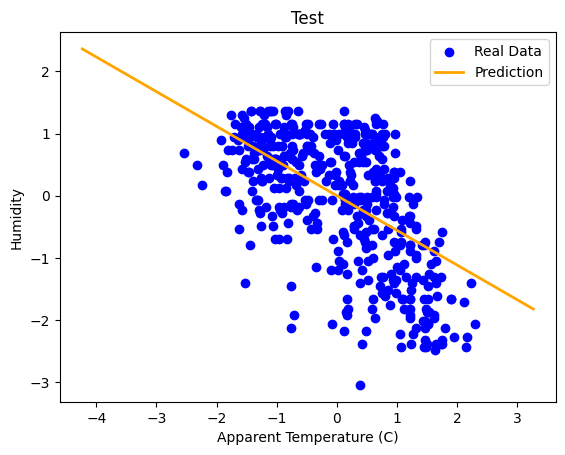 Test
Real Data
Prediction
2
1
0
−1
−2
−3
Humidity
−4 −3 −2 −1 0 1 2 3
Apparent Temperature (C)